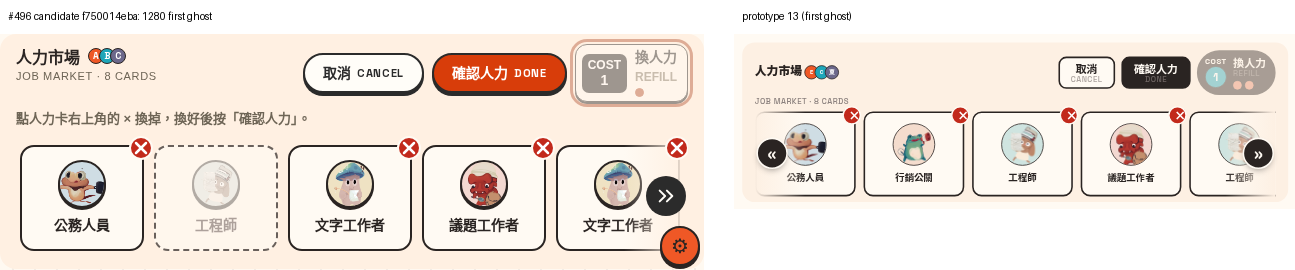 #496 candidate f750014eba: 1280 first ghost
人力市場 A B C
JOB MARKET · 8 CARDS
取消 CANCEL
確認人力 DONE
COST
1
換人力
REFILL
點人力卡右上角的 × 換掉，換好後按「確認人力」。
公務人員
工程師
文字工作者
議題工作者
文字工作者
prototype 13 (first ghost)
人力市場
JOB MARKET · 8 CARDS
取消
CANCEL
確認人力
DONE
COST
1
換人力
REFILL
公務人員
行銷公關
工程師
議題工作者
工程師